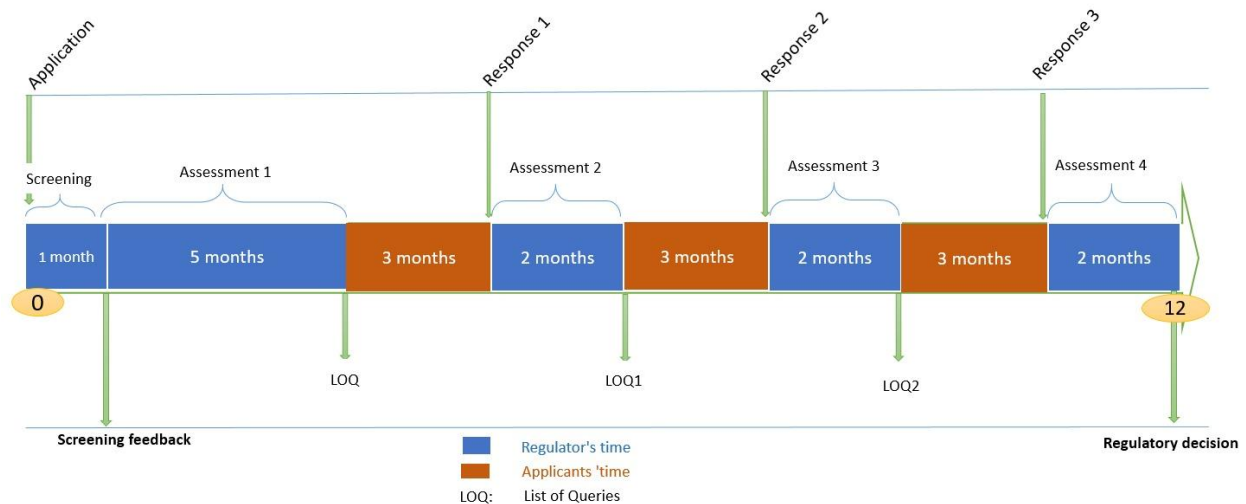 Application
Response 1
Response 2
Response 3
Screening
Assessment 1
Assessment 2
Assessment 3
Assessment 4
1 month
5 months
3 months
2 months
3 months
2 months
3 months
2 months
0
12
LOQ
LOQ1
LOQ2
Screening feedback
Regulatory decision
Regulator's time
Applicants 'time
LOQ: List of Queries